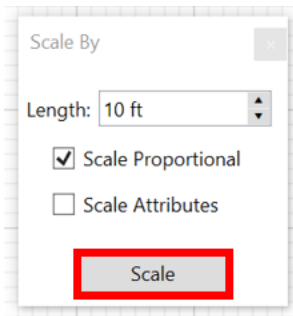 Scale By
Length: 10 ft
Scale Proportional
Scale Attributes
Scale